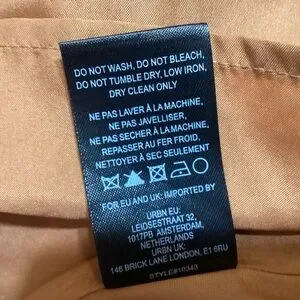 DO NOT WASH, DO NOT BLEACH,
DO NOT TUMBLE DRY, LOW IRON,
DRY CLEAN ONLY
NE PAS LAVER À LA MACHINE,
NE PAS JAVELLISER,
NE PAS SECHER À LA MACHINE,
REPASSER AU FER FROID,
NETTOYER À SEC SEULEMENT
FOR EU AND UK: IMPORTED BY
URBN EU:
LEIDSESTRAAT 32,
1017PB AMSTERDAM,
NETHERLANDS
URBN UK:
146 BRICK LANE LONDON, E1 6RU
STYLE#10343